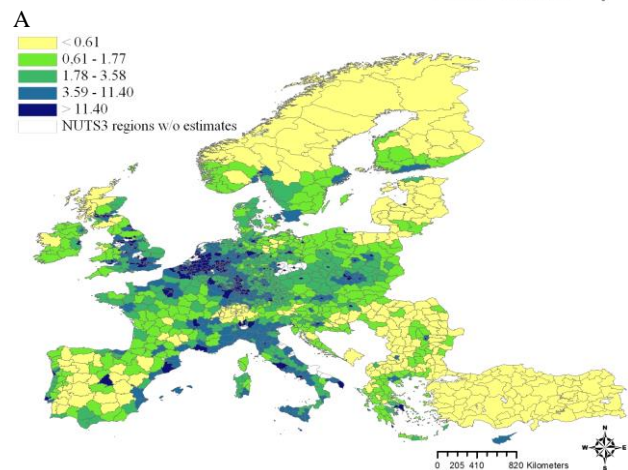 A
< 0.61
0,61 - 1.77
1.78 - 3.58
3.59 - 11.40
> 11.40
NUTS3 regions w/o estimates
N
W E
S
0 205 410 820 Kilometers